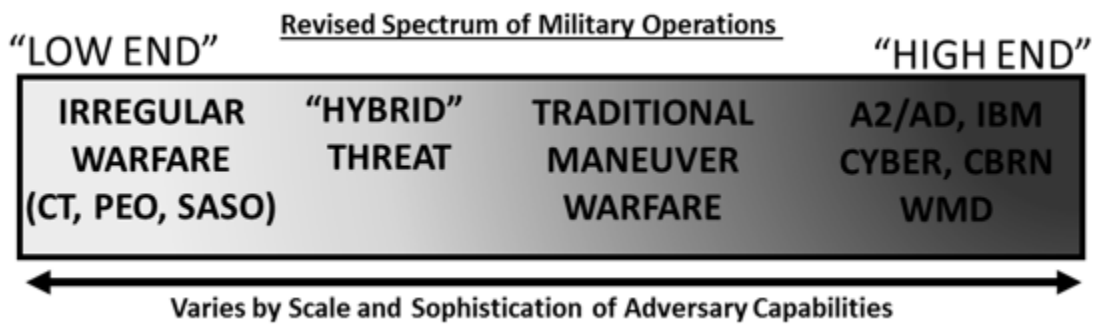 Revised Spectrum of Military Operations
“LOW END”
“HIGH END”
IRREGULAR
WARFARE
(CT, PEO, SASO)
“HYBRID”
THREAT
TRADITIONAL
MANEUVER
WARFARE
A2/AD, IBM
CYBER, CBRN
WMD
Varies by Scale and Sophistication of Adversary Capabilities